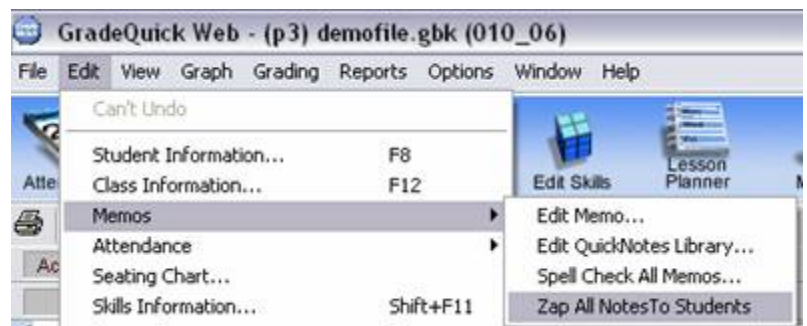 GradeQuick Web - (p3) demofile.gbk (010_06)
File Edit View Graph Grading Reports Options Window Help
Can't Undo
Student Information... F8
Class Information... F12
Memos
Attendance
Seating Chart...
Skills Information... Shift+F11
Atte
Edit Skills
Lesson Planner
Ac
Edit Memo...
Edit QuickNotes Library...
Spell Check All Memos...
Zap All NotesTo Students